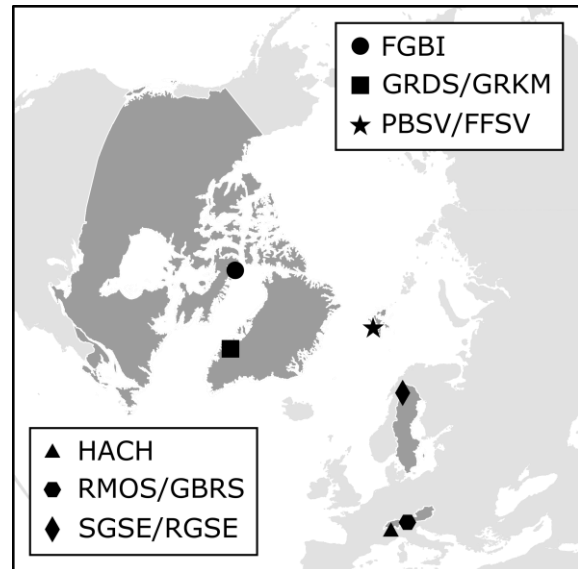 FGBI
GRDS/GRKM
PBSV/FFSV
HACH
RMOS/GBRS
SGSE/RGSE